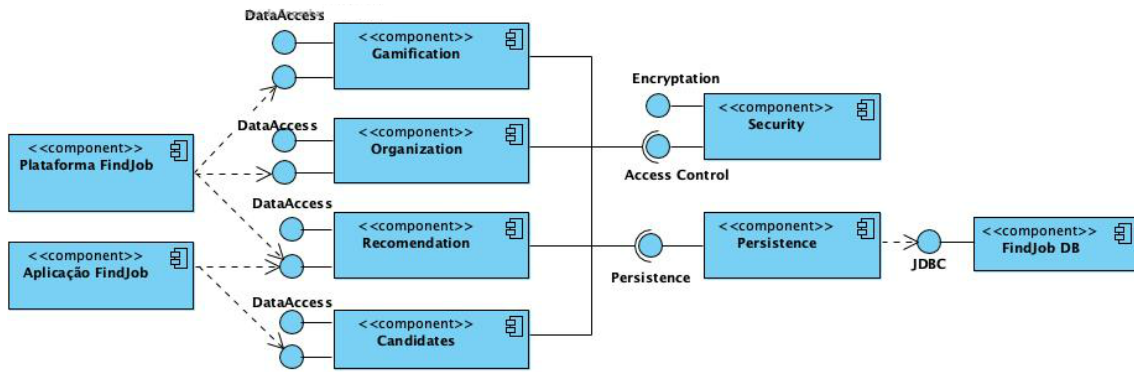 DataAccess
<<component>>
Gamification
DataAccess
<<component>>
Organization
DataAccess
<<component>>
Recomendation
DataAccess
<<component>>
Candidates
<<component>>
Plataforma FindJob
<<component>>
Aplicação FindJob
Encryptation
<<component>>
Security
Access Control
<<component>>
Persistence
Persistence
JDBC
<<component>>
FindJob DB